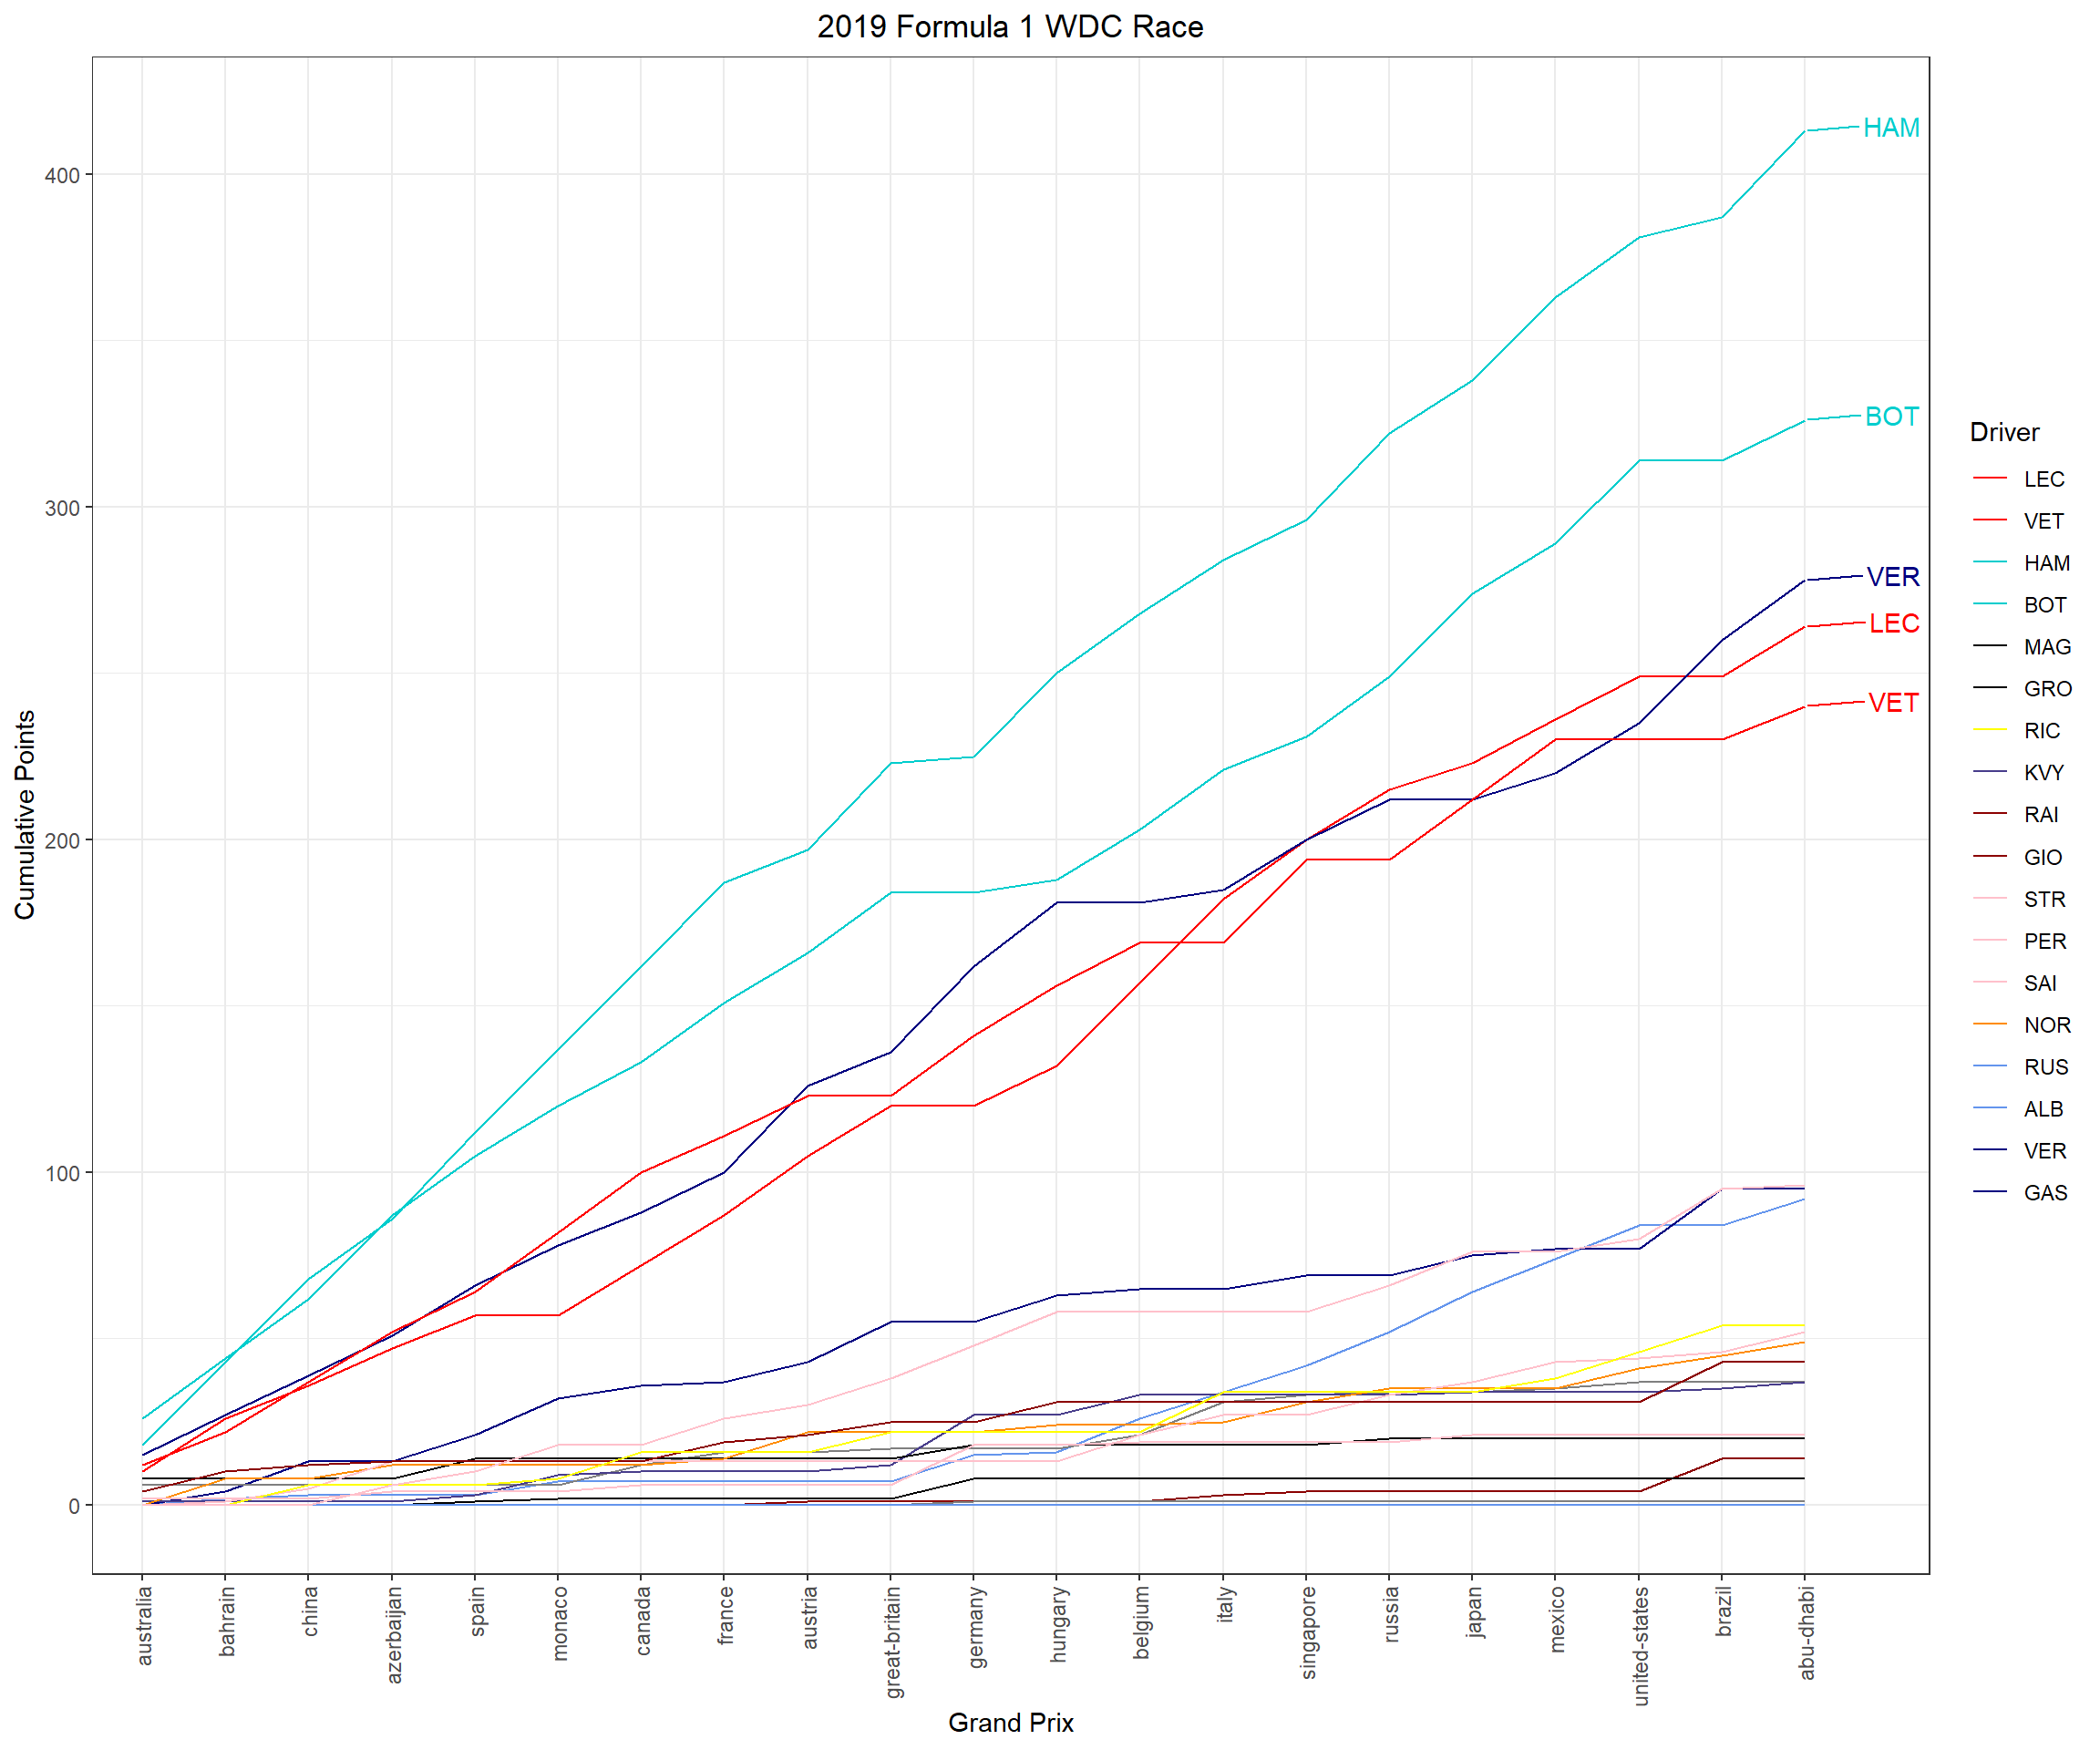 2019 Formula 1 WDC Race
Cumulative Points
400
300
200
100
0
HAM
BOT
VER
LEC
VET
australia
bahrain
china
azerbaijan
spain
monaco
canada
france
austria
great-britain
germany
hungary
belgium
italy
singapore
russia
japan
mexico
united-states
brazil
abu-dhabi
Grand Prix
Driver
LEC
VET
HAM
BOT
MAG
GRO
RIC
KVY
RAI
GIO
STR
PER
SAI
NOR
RUS
ALB
VER
GAS